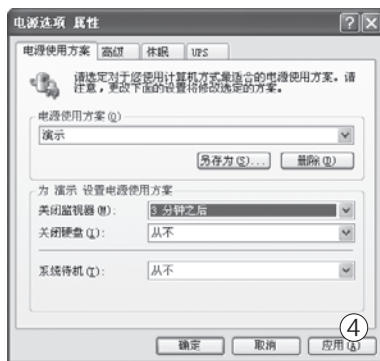 电源选项 属性
电源使用方案 高级 休眠 UPS
请选定对于您使用计算机方式最适合的电源使用方案。请
注意，更改下面的设置将修改选定的方案。
电源使用方案(O)
演示
另存为(S)... 删除(D)
为 演示 设置电源使用方案
关闭监视器(M): 3 分钟之后
关闭硬盘(I): 从不
系统待机(T): 从不
④
确定 取消 应用(A)